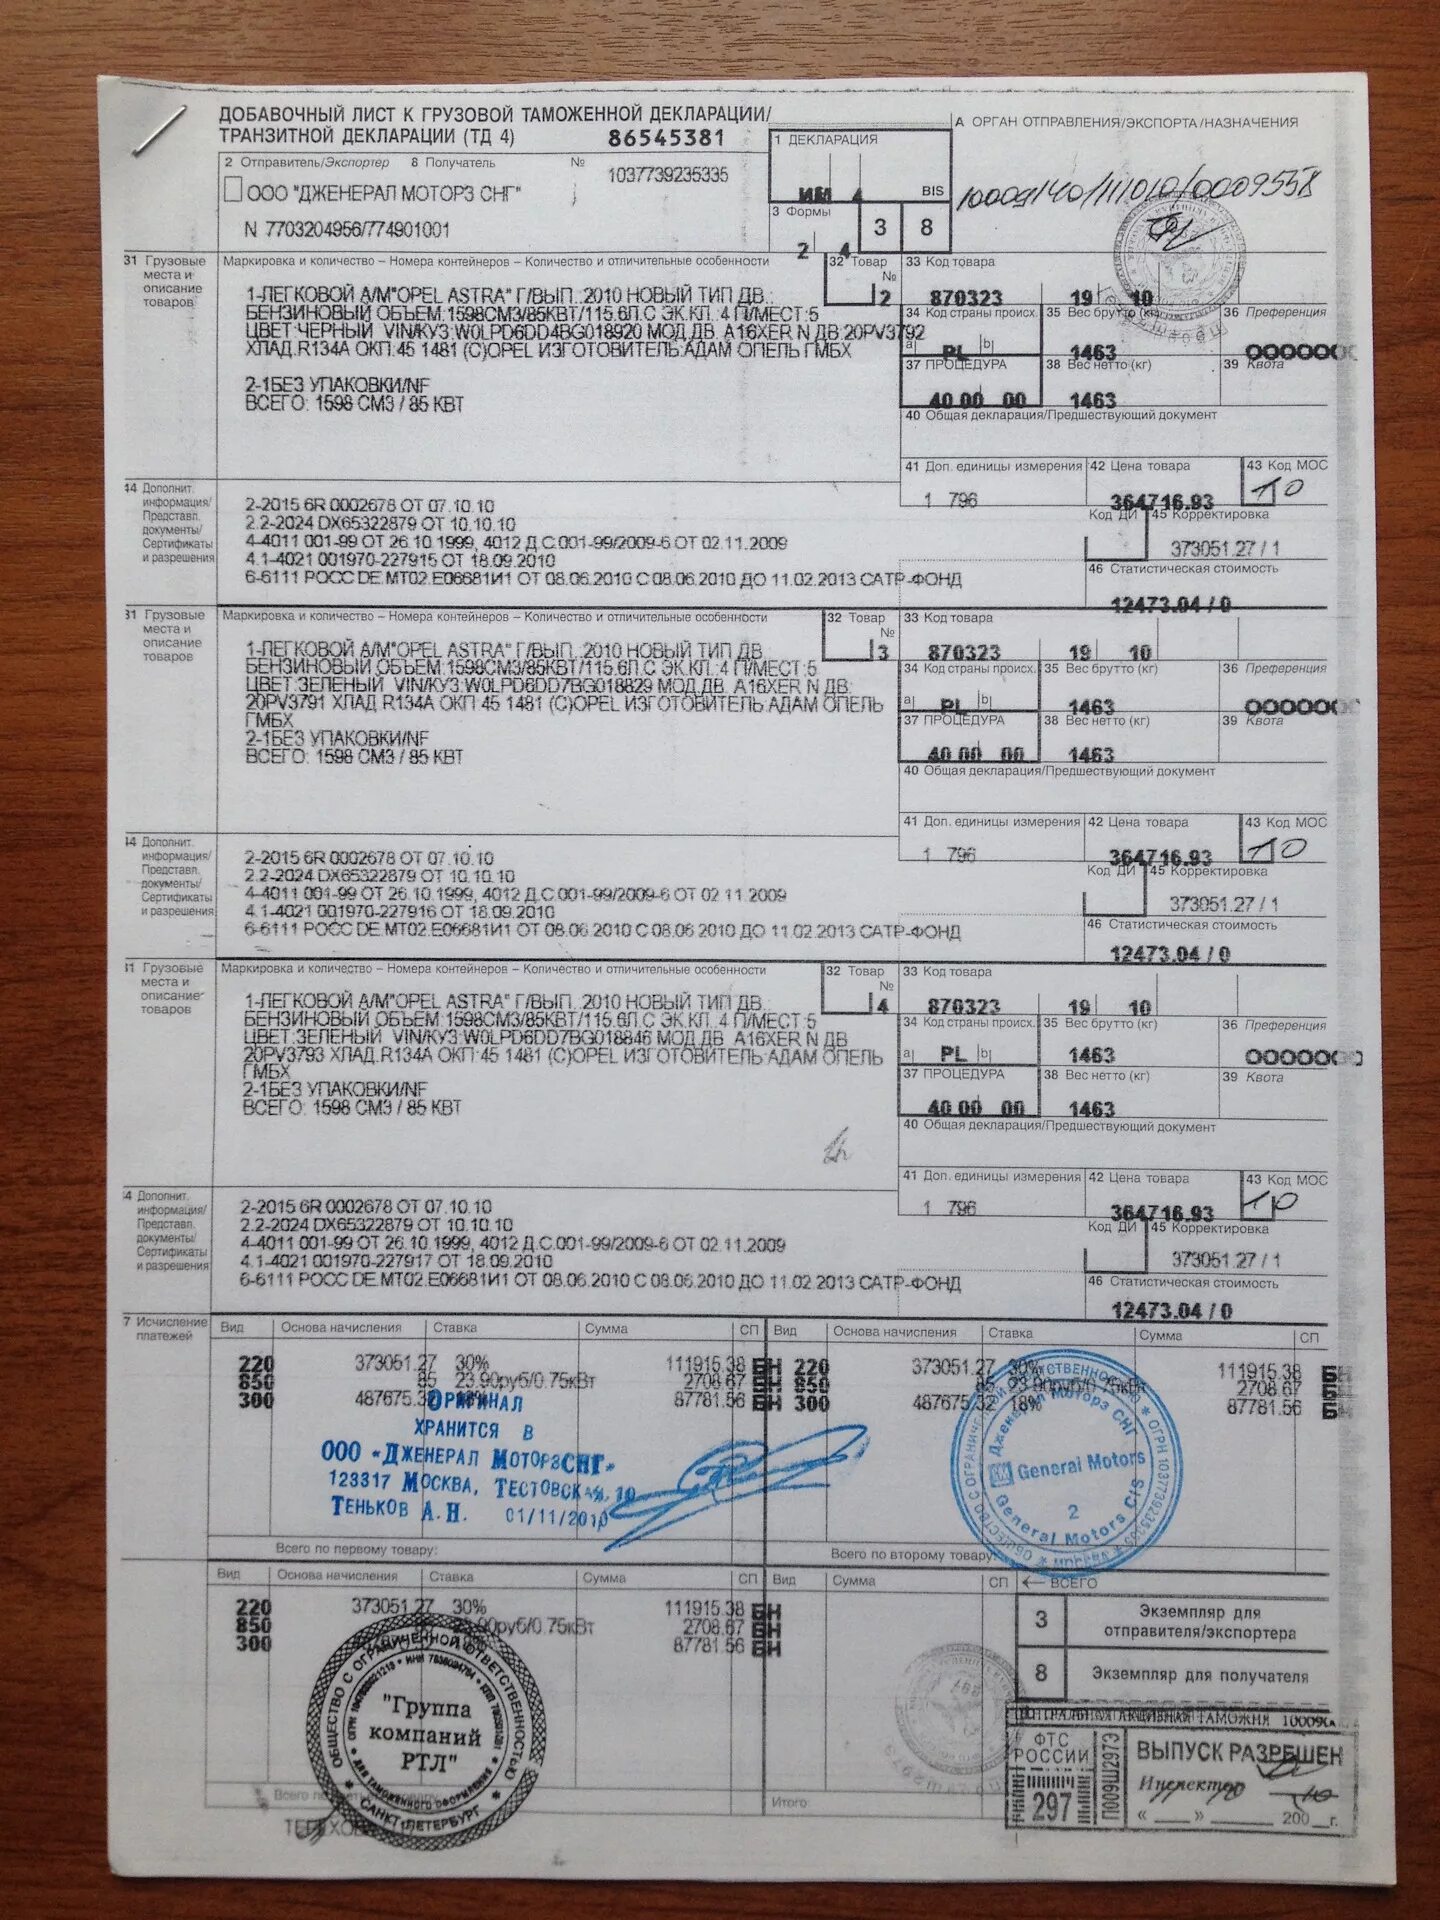 ДОБАВОЧНЫЙ ЛИСТ К ГРУЗОВОЙ ТАМОЖЕННОЙ ДЕКЛАРАЦИИ/
ТРАНЗИТНОЙ ДЕКЛАРАЦИИ (ТД 4) 86545381
А ОРГАН ОТПРАВЛЕНИЯ/ЭКСПОРТА/НАЗНАЧЕНИЯ
1 ДЕКЛАРАЦИЯ
ИМ 4 BIS
2 Отправитель/Экспортер 8 Получатель № 1037739235335
ООО "ДЖЕНЕРАЛ МОТОРЗ СНГ"
N 7703204956/774901001
3 Формы
2 4
3 8
10009140/111010/0009558
31 Грузовые места и описание товаров
Маркировка и количество – Номера контейнеров – Количество и отличительные особенности
1-ЛЕГКОВОЙ А/М"OPEL ASTRA" Г/ВЫП.:2010 НОВЫЙ ТИП ДВ.:
БЕНЗИНОВЫЙ ОБЪЕМ:1598СМ3/85КВТ/115.6Л.С ЭК.КЛ.:4 П/МЕСТ:5
ЦВЕТ:ЧЕРНЫЙ VIN/КУЗ:W0LPD6DD4BG018920 МОД.ДВ. A16XER N ДВ:20PV3792
ХЛАД.R134A ОКП:45 1481 (С)OPEL ИЗГОТОВИТЕЛЬ:АДАМ ОПЕЛЬ ГМБХ
2-1БЕЗ УПАКОВКИ/NF
ВСЕГО: 1598 СМ3 / 85 КВТ
32 Товар № 2
33 Код товара
870323 19 10
34 Код страны происх. 35 Вес брутто (кг) 36 Преференция
a PL b 1463 ООООООО
37 ПРОЦЕДУРА 38 Вес нетто (кг) 39 Квота
40 00 00 1463
40 Общая декларация/Предшествующий документ
41 Доп. единицы измерения 42 Цена товара 43 Код МОС
1 796 364716.93 10
44 Дополнит. информация/ Представл. документы/ Сертификаты и разрешения
2-2015 6R 0002678 ОТ 07.10.10
2.2-2024 DX65322879 ОТ 10.10.10
4-4011 001-99 ОТ 26.10.1999, 4012 Д.С.001-99/2009-6 ОТ 02.11.2009
4.1-4021 001970-227915 ОТ 18.09.2010
6-6111 РОСС DE.МТ02.Е06681И1 ОТ 08.06.2010 С 08.06.2010 ДО 11.02.2013 САТР-ФОНД
Код ДИ 45 Корректировка
373051.27 / 1
46 Статистическая стоимость
12473.04 / 0
31 Грузовые места и описание товаров
Маркировка и количество – Номера контейнеров – Количество и отличительные особенности
1-ЛЕГКОВОЙ А/М"OPEL ASTRA" Г/ВЫП.:2010 НОВЫЙ ТИП ДВ.:
БЕНЗИНОВЫЙ ОБЪЕМ:1598СМ3/85КВТ/115.6Л.С ЭК.КЛ.:4 П/МЕСТ:5
ЦВЕТ:ЗЕЛЕНЫЙ VIN/КУЗ:W0LPD6DD7BG018829 МОД.ДВ. A16XER N ДВ:
20PV3791 ХЛАД.R134A ОКП:45 1481 (С)OPEL ИЗГОТОВИТЕЛЬ:АДАМ ОПЕЛЬ
ГМБХ
2-1БЕЗ УПАКОВКИ/NF
ВСЕГО: 1598 СМ3 / 85 КВТ
32 Товар № 3
33 Код товара
870323 19 10
34 Код страны происх. 35 Вес брутто (кг) 36 Преференция
a PL b 1463 ООООООО
37 ПРОЦЕДУРА 38 Вес нетто (кг) 39 Квота
40 00 00 1463
40 Общая декларация/Предшествующий документ
41 Доп. единицы измерения 42 Цена товара 43 Код МОС
1 796 364716.93 10
44 Дополнит. информация/ Представл. документы/ Сертификаты и разрешения
2-2015 6R 0002678 ОТ 07.10.10
2.2-2024 DX65322879 ОТ 10.10.10
4-4011 001-99 ОТ 26.10.1999, 4012 Д.С.001-99/2009-6 ОТ 02.11.2009
4.1-4021 001970-227916 ОТ 18.09.2010
6-6111 РОСС DE.МТ02.Е06681И1 ОТ 08.06.2010 С 08.06.2010 ДО 11.02.2013 САТР-ФОНД
Код ДИ 45 Корректировка
373051.27 / 1
46 Статистическая стоимость
12473.04 / 0
31 Грузовые места и описание товаров
Маркировка и количество – Номера контейнеров – Количество и отличительные особенности
1-ЛЕГКОВОЙ А/М"OPEL ASTRA" Г/ВЫП.:2010 НОВЫЙ ТИП ДВ.:
БЕНЗИНОВЫЙ ОБЪЕМ:1598СМ3/85КВТ/115.6Л.С ЭК.КЛ.:4 П/МЕСТ:5
ЦВЕТ:ЗЕЛЕНЫЙ VIN/КУЗ:W0LPD6DD7BG018846 МОД.ДВ. A16XER N ДВ:
20PV3793 ХЛАД.R134A ОКП:45 1481 (С)OPEL ИЗГОТОВИТЕЛЬ:АДАМ ОПЕЛЬ
ГМБХ
2-1БЕЗ УПАКОВКИ/NF
ВСЕГО: 1598 СМ3 / 85 КВТ
32 Товар № 4
33 Код товара
870323 19 10
34 Код страны происх. 35 Вес брутто (кг) 36 Преференция
a PL b 1463 ООООООО
37 ПРОЦЕДУРА 38 Вес нетто (кг) 39 Квота
40 00 00 1463
40 Общая декларация/Предшествующий документ
41 Доп. единицы измерения 42 Цена товара 43 Код МОС
1 796 364716.93 10
4 Дополнит. информация/ Представл. документы/ Сертификаты и разрешения
2-2015 6R 0002678 ОТ 07.10.10
2.2-2024 DX65322879 ОТ 10.10.10
4-4011 001-99 ОТ 26.10.1999, 4012 Д.С.001-99/2009-6 ОТ 02.11.2009
4.1-4021 001970-227917 ОТ 18.09.2010
6-6111 РОСС DE.МТ02.Е06681И1 ОТ 08.06.2010 С 08.06.2010 ДО 11.02.2013 САТР-ФОНД
Код ДИ 45 Корректировка
373051.27 / 1
46 Статистическая стоимость
12473.04 / 0
7 Исчисление платежей
Вид Основа начисления Ставка Сумма СП Вид Основа начисления Ставка Сумма СП
220 373051.27 30% 111915.38 БН 220 373051.27 30% 111915.38 БН
850 85 23.90руб/0.75кВт 2708.67 БН 850 85 23.90руб/0.75кВт 2708.67 БН
300 487675.32 18% 87781.56 БН 300 487675.32 18% 87781.56 БН
ОРИГИНАЛ
ХРАНИТСЯ В
ООО «ДЖЕНЕРАЛ МОТОРЗ СНГ»
123317 МОСКВА, ТЕСТОВСКАЯ, 10
ТЕНЬКОВ А.Н. 01/11/2010
ОБЩЕСТВО С ОГРАНИЧЕННОЙ ОТВЕТСТВЕННОСТЬЮ * ОГРН 1037739235335 * МОСКВА *
Дженерал Моторз СНГ
General Motors
2
General Motors CIS
Всего по первому товару: Всего по второму товару:
Вид Основа начисления Ставка Сумма СП Вид Сумма СП ВСЕГО
220 373051.27 30% 111915.38 БН
850 23.90руб/0.75кВт 2708.67 БН
300 87781.56 БН
3 Экземпляр для отправителя/экспортера
8 Экземпляр для получателя
ОБЩЕСТВО С ОГРАНИЧЕННОЙ ОТВЕТСТВЕННОСТЬЮ
"Группа
компаний
РТЛ"
ДЛЯ ТАМОЖЕННОГО ОФОРМЛЕНИЯ
* САНКТ-ПЕТЕРБУРГ *
ЦЕНТРАЛЬНАЯ АКЦИЗНАЯ ТАМОЖНЯ 10009
ФТС
РОССИИ
297
П009Ш297Э
ВЫПУСК РАЗРЕШЕН
Инспектор
« » 200 г.
Итого: